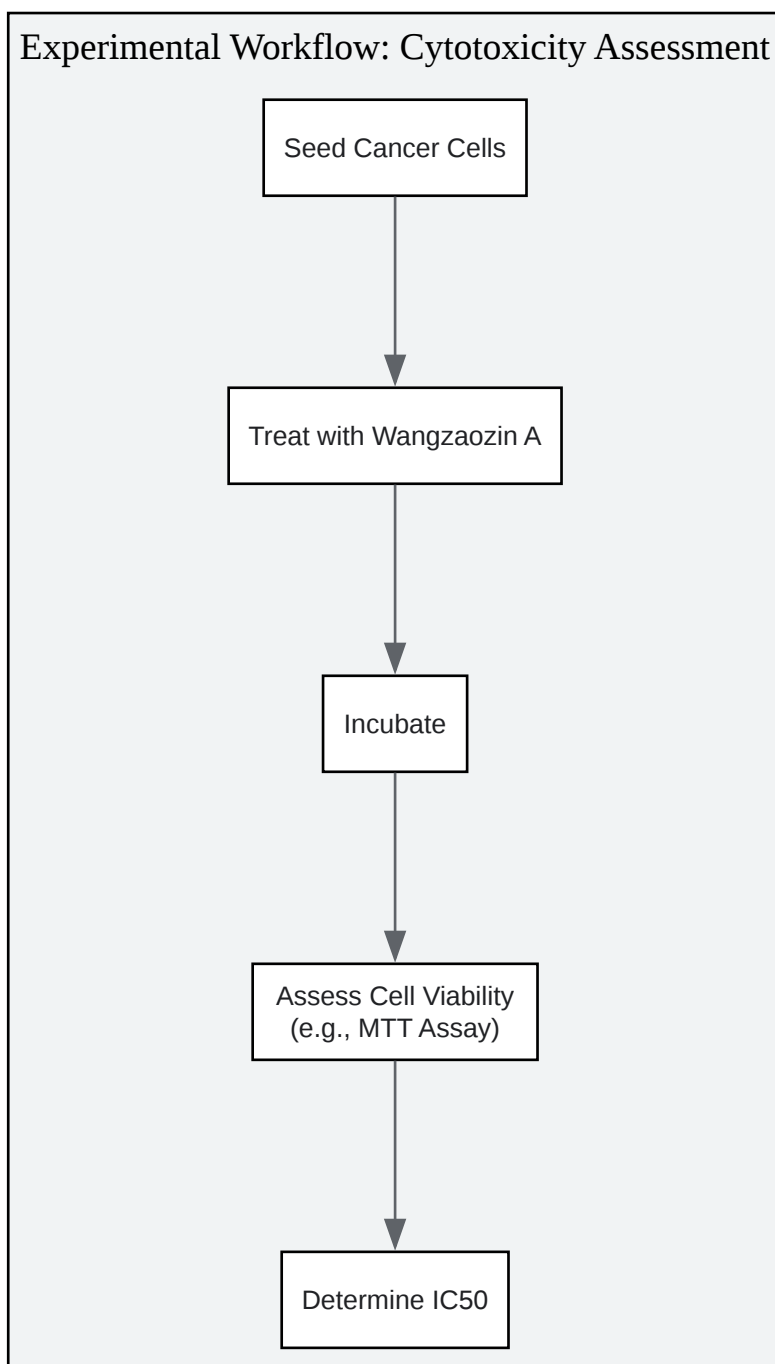 Experimental Workflow: Cytotoxicity Assessment
Seed Cancer Cells
Treat with Wangzaozin A
Incubate
Assess Cell Viability
(e.g., MTT Assay)
Determine IC50